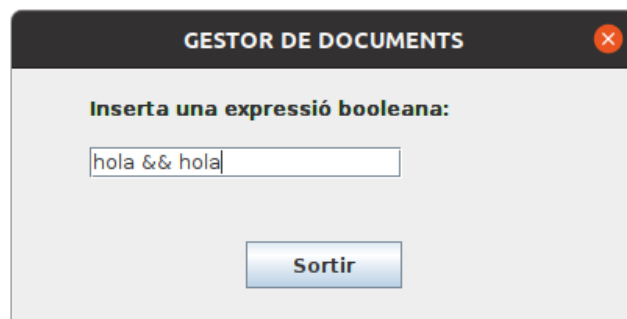 GESTOR DE DOCUMENTS
Inserta una expressió booleana:
hola && hola
Sortir